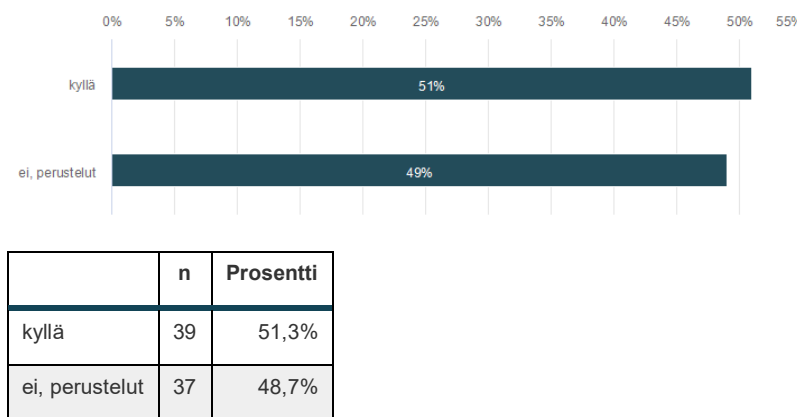 0% 5% 10% 15% 20% 25% 30% 35% 40% 45% 50% 55%
kyllä 51%
ei, perustelut 49%
n Prosentti
kyllä 39 51,3%
ei, perustelut 37 48,7%